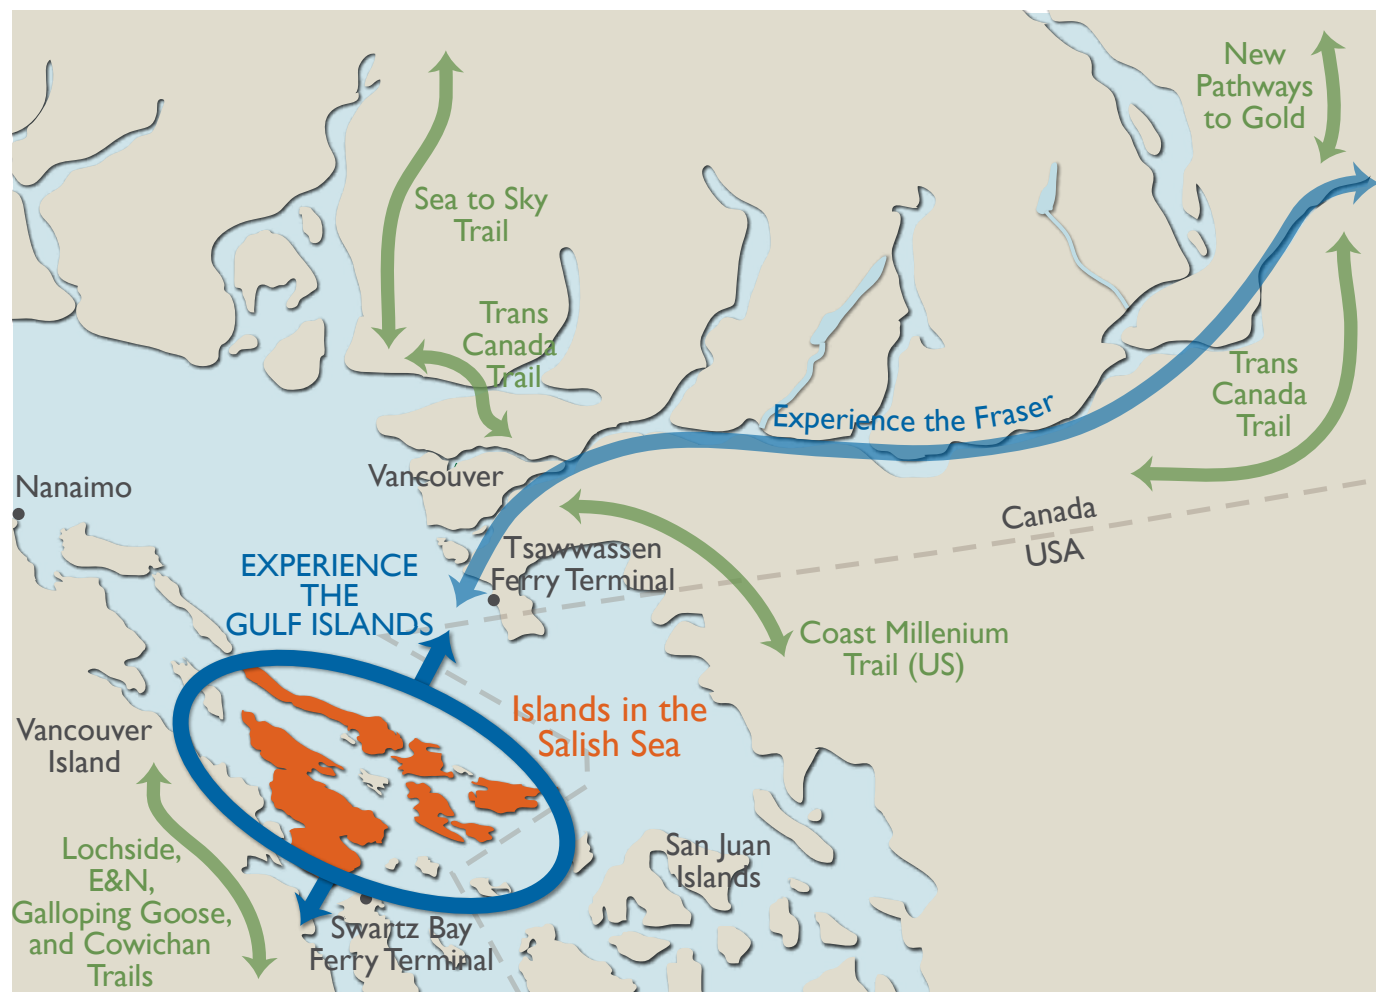 New
Pathways
to Gold
Sea to Sky
Trail
Trans
Canada
Trail
Trans
Canada
Trail
Experience the Fraser
Vancouver
Nanaimo
Canada
USA
Tsawwassen
Ferry Terminal
EXPERIENCE
THE
GULF ISLANDS
Coast Millenium
Trail (US)
Islands in the
Salish Sea
Vancouver
Island
Lochside,
E&N,
Galloping Goose,
and Cowichan
Trails
San Juan
Islands
Swartz Bay
Ferry Terminal